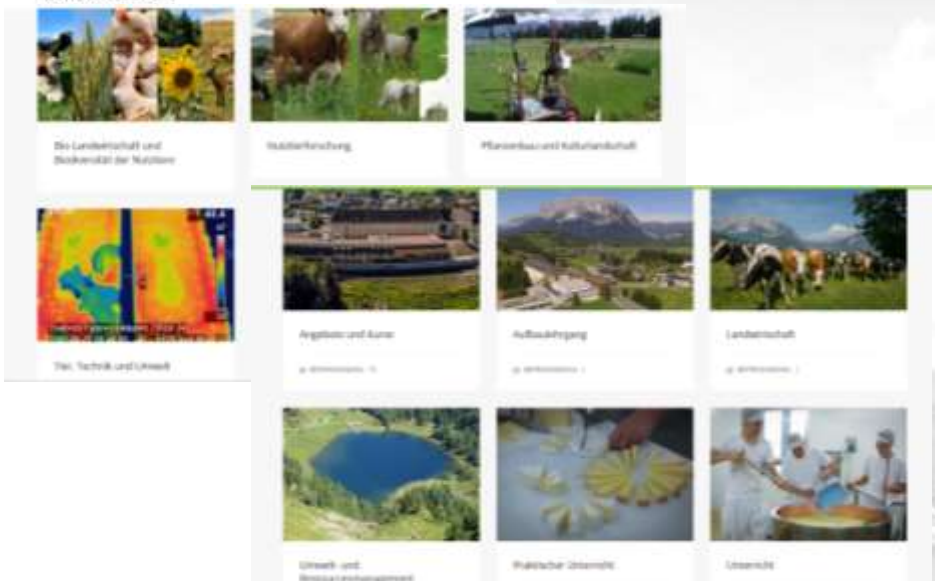 Bio Landwirtschaft und
Biodiversität der Nutztiere
Nutztierforschung
Pflanzenbau und Kulturlandschaft
Tier, Technik und Umwelt
Angebote und Kurse
Aufbaulehrgang
Landwirtschaft
Umwelt- und
Ressourcenmanagement
Praktischer Unterricht
Unterricht